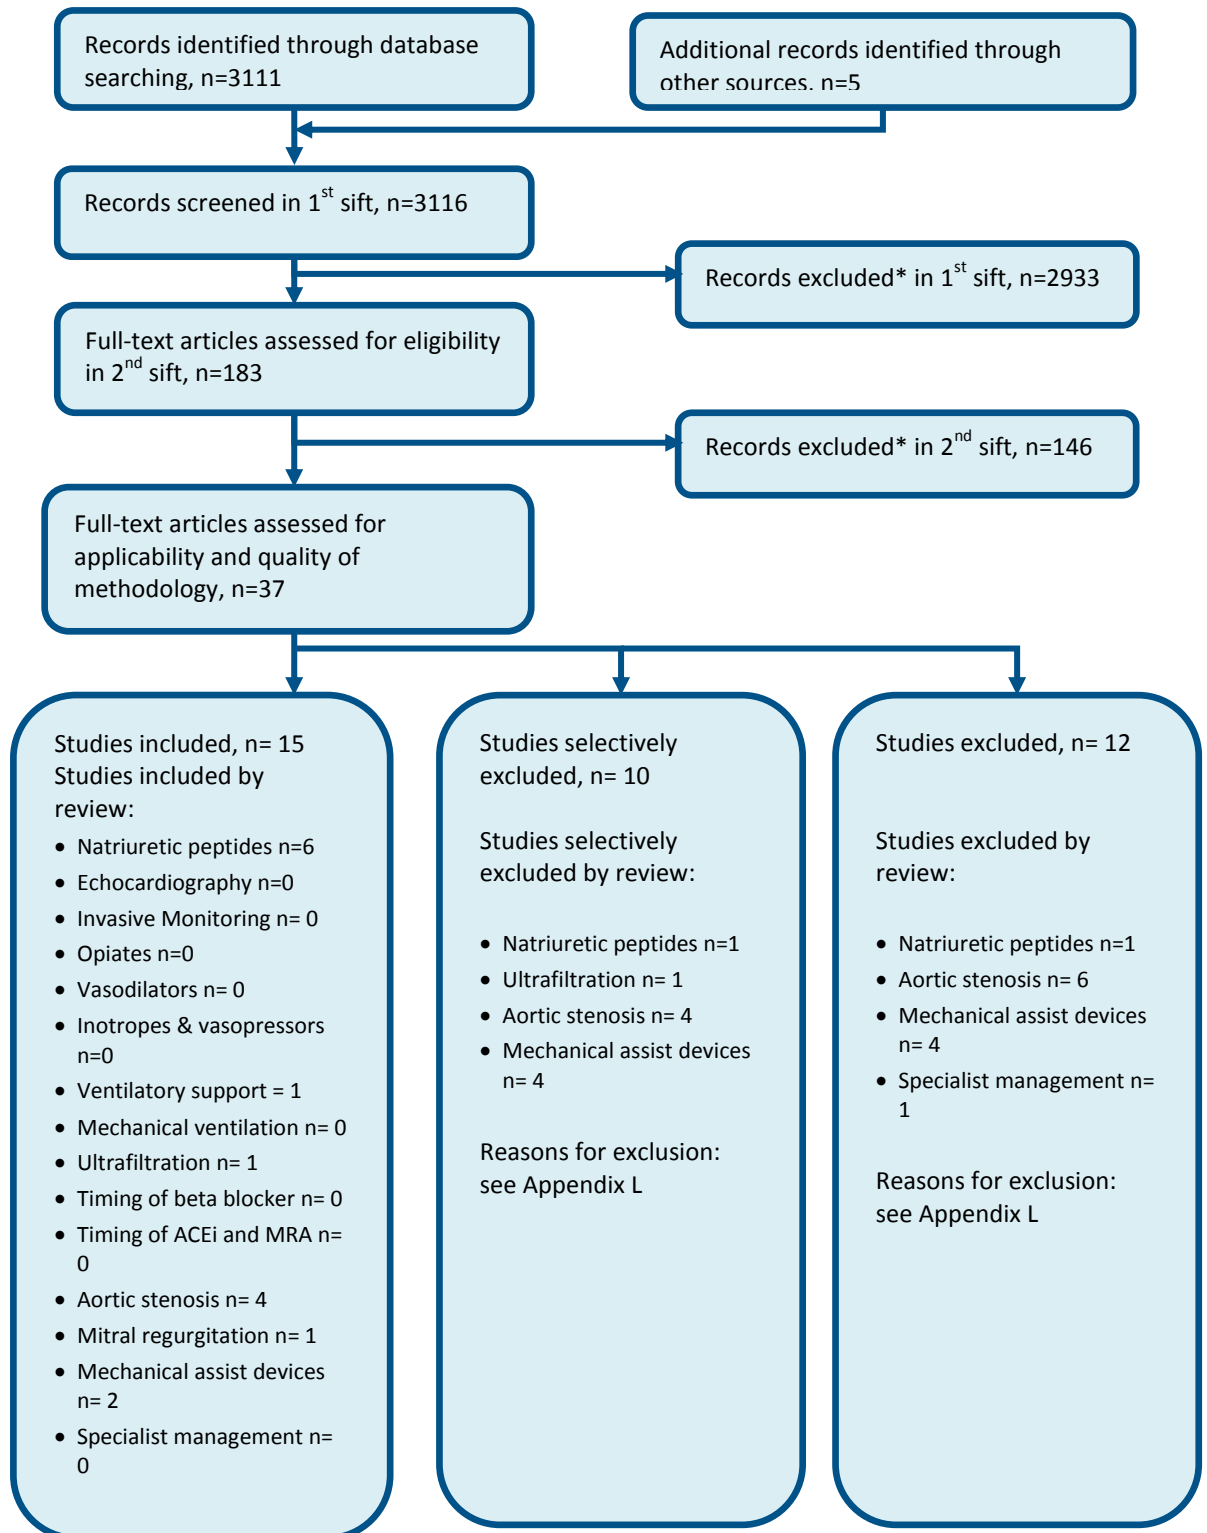 Records identified through database
searching, n=3111
Additional records identified through
other sources, n=5
Records screened in 1st sift, n=3116
Records excluded* in 1st sift, n=2933
Full-text articles assessed for eligibility
in 2nd sift, n=183
Records excluded* in 2nd sift, n=146
Full-text articles assessed for
applicability and quality of
methodology, n=37
Studies included, n= 15
Studies included by
review:
• Natriuretic peptides n=6
• Echocardiography n=0
• Invasive Monitoring n= 0
• Opiates n=0
• Vasodilators n= 0
• Inotropes & vasopressors
n=0
• Ventilatory support = 1
• Mechanical ventilation n= 0
• Ultrafiltration n= 1
• Timing of beta blocker n= 0
• Timing of ACEi and MRA n=
0
• Aortic stenosis n= 4
• Mitral regurgitation n= 1
• Mechanical assist devices
n= 2
• Specialist management n=
0
Studies selectively
excluded, n= 10
Studies selectively
excluded by review:
• Natriuretic peptides n=1
• Ultrafiltration n= 1
• Aortic stenosis n= 4
• Mechanical assist devices
n= 4
Reasons for exclusion:
see Appendix L
Studies excluded, n= 12
Studies excluded by
review:
• Natriuretic peptides n=1
• Aortic stenosis n= 6
• Mechanical assist devices
n= 4
• Specialist management n=
1
Reasons for exclusion:
see Appendix L